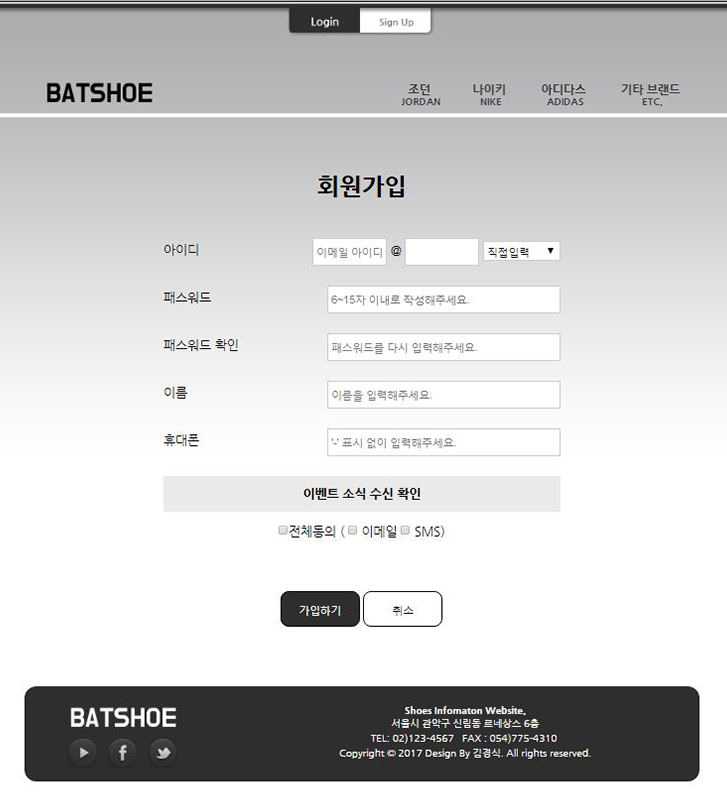 Login Sign Up
BATSHOE
조던 나이키 아디다스 기타 브랜드
JORDAN NIKE ADIDAS ETC.
회원가입
아이디 이메일 아이디 @ 직접입력
패스워드 6~15자 이내로 작성해주세요.
패스워드 확인 패스워드를 다시 입력해주세요.
이름 이름을 입력해주세요.
휴대폰 '-' 표시 없이 입력해주세요.
이벤트 소식 수신 확인
전체동의 ( 이메일 SMS)
가입하기 취소
BATSHOE
Shoes Infomaton Website.
서울시 관악구 신림동 르네상스 6층
TEL: 02)123-4567 FAX : 054)775-4310
Copyright © 2017 Design By 김경식. All rights reserved.